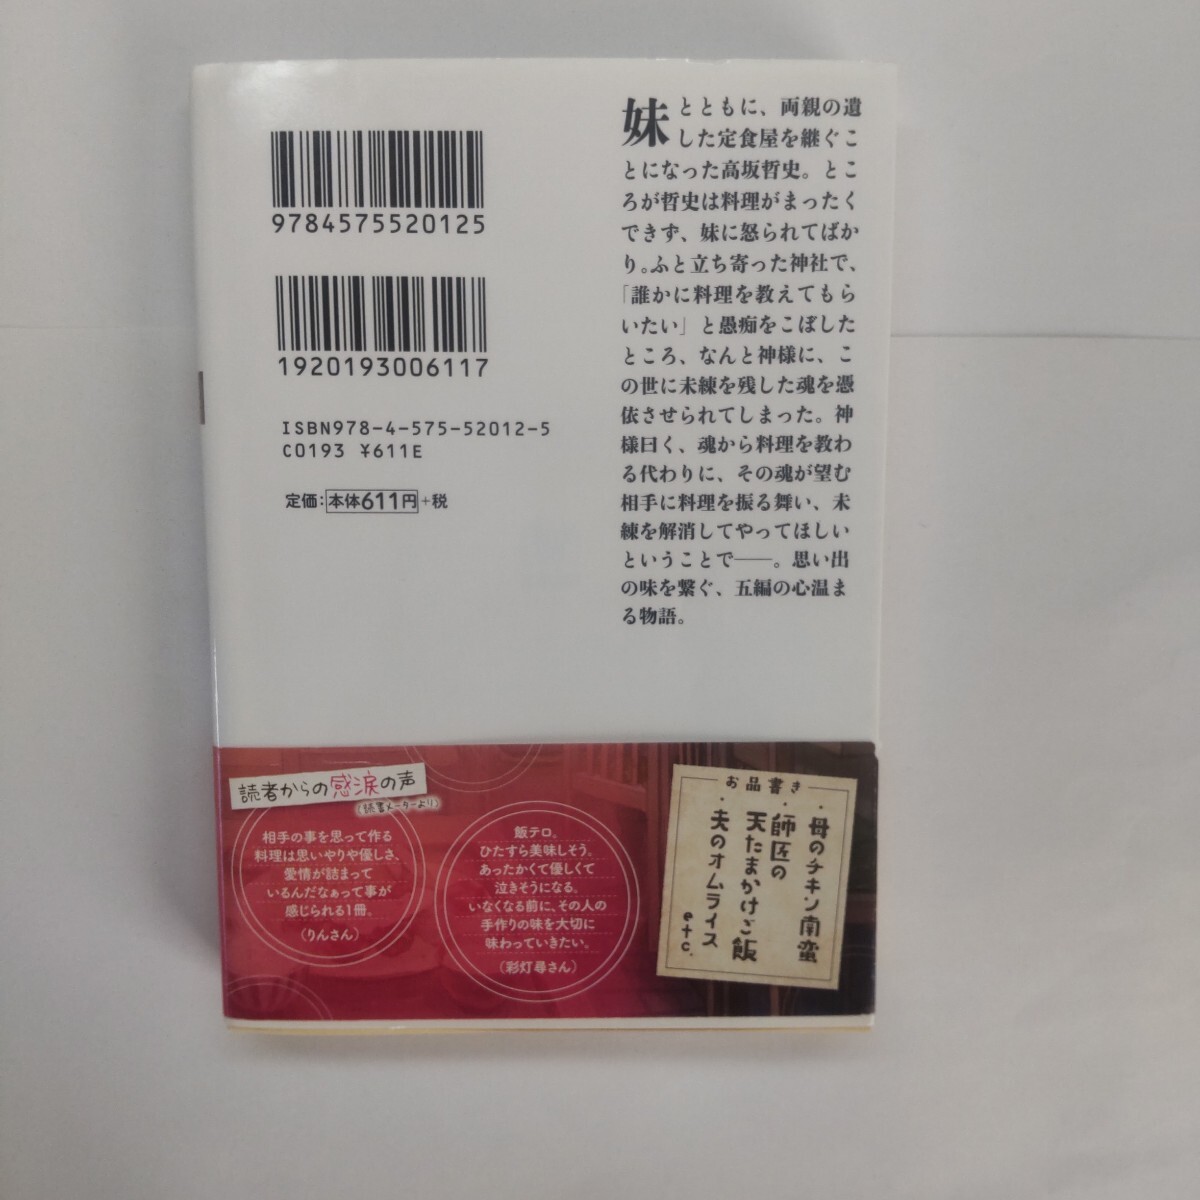 9784575520125
1920193006117
ISBN978-4-575-52012-5
C0193 ¥611E
定価：本体611円+税
妹とともに、両親の遺
した定食屋を継ぐこ
とになった高坂哲史。とこ
ろが哲史は料理がまったく
できず、妹に怒られてばか
り。ふと立ち寄った神社で、
「誰かに料理を教えてもら
いたい」と愚痴をこぼした
ところ、なんと神様に、こ
の世に未練を残した魂を憑
依させられてしまった。神
様曰く、魂から料理を教わ
る代わりに、その魂が望む
相手に料理を振る舞い、未
練を解消してやってほしい
ということで――。思い出
の味を繋ぐ、五編の心温ま
る物語。
読者からの感涙の声
(読書メーターより)
相手の事を思って作る
料理は思いやりや優しさ、
愛情が詰まって
いるんだなぁって事が
感じられる1冊。
(りんさん)
飯テロ。
ひたすら美味しそう。
あったかくて優しくて
泣きそうになる。
いなくなる前に、その人の
手作りの味を大切に
味わっていきたい。
(彩灯尋さん)
お品書き
・母のチキン南蛮
・師匠の
天たまかけご飯
・夫のオムライス
etc.